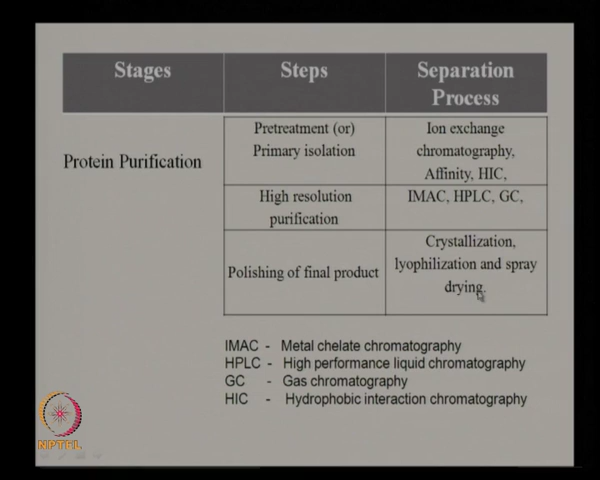 Stages
Steps
Separation
Process
Protein Purification
Pretreatment (or)
Primary isolation
Ion exchange
chromatography,
Affinity, HIC,
High resolution
purification
IMAC, HPLC, GC,
Polishing of final product
Crystallization,
lyophilization and spray
drying.
IMAC - Metal chelate chromatography
HPLC - High performance liquid chromatography
GC - Gas chromatography
HIC - Hydrophobic interaction chromatography
NPTEL